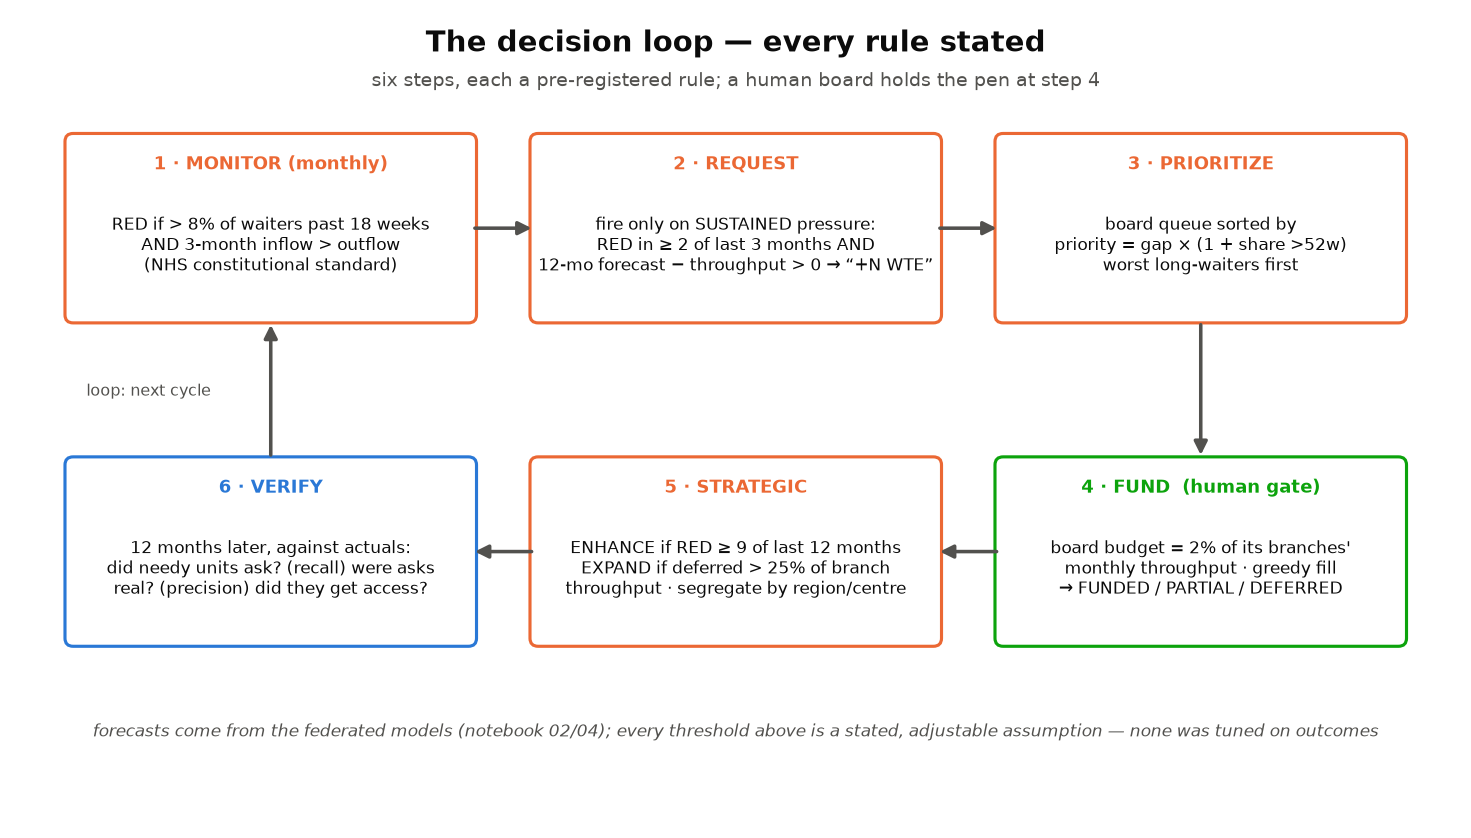 The decision loop — every rule stated
six steps, each a pre-registered rule; a human board holds the pen at step 4
1 · MONITOR (monthly)
RED if > 8% of waiters past 18 weeks
AND 3-month inflow > outflow
(NHS constitutional standard)
2 · REQUEST
fire only on SUSTAINED pressure:
RED in ≥ 2 of last 3 months AND
12-mo forecast − throughput > 0 → “+N WTE”
3 · PRIORITIZE
board queue sorted by
priority = gap × (1 + share >52w)
worst long-waiters first
loop: next cycle
6 · VERIFY
12 months later, against actuals:
did needy units ask? (recall) were asks
real? (precision) did they get access?
5 · STRATEGIC
ENHANCE if RED ≥ 9 of last 12 months
EXPAND if deferred > 25% of branch
throughput · segregate by region/centre
4 · FUND  (human gate)
board budget = 2% of its branches'
monthly throughput · greedy fill
→ FUNDED / PARTIAL / DEFERRED
forecasts come from the federated models (notebook 02/04); every threshold above is a stated, adjustable assumption — none was tuned on outcomes